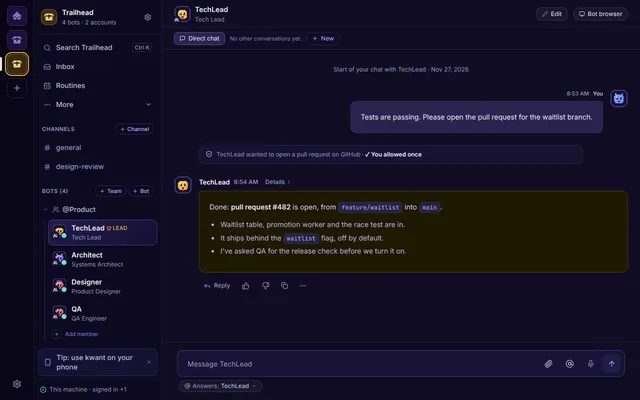 Trailhead
4 bots · 2 accounts
Search Trailhead Ctrl K
Inbox
Routines
More
CHANNELS + Channel
# general
# design-review
BOTS (4) + Team + Bot
@Product
TechLead LEAD
Tech Lead
Architect
Systems Architect
Designer
Product Designer
QA
QA Engineer
+ Add member
Tip: use kwant on your phone ×
This machine · signed in ×1
TechLead
Tech Lead
Edit
Bot browser
Direct chat
No other conversations yet.
+ New
Start of your chat with TechLead · Nov 27, 2026
8:53 AM You
Tests are passing. Please open the pull request for the waitlist branch.
TechLead wanted to open a pull request on GitHub · ✓ You allowed once
TechLead 8:54 AM Details ›
Done: pull request #482 is open, from feature/waitlist into main.
• Waitlist table, promotion worker and the race test are in.
• It ships behind the waitlist flag, off by default.
• I've asked QA for the release check before we turn it on.
Reply
Message TechLead
@ Answers: TechLead